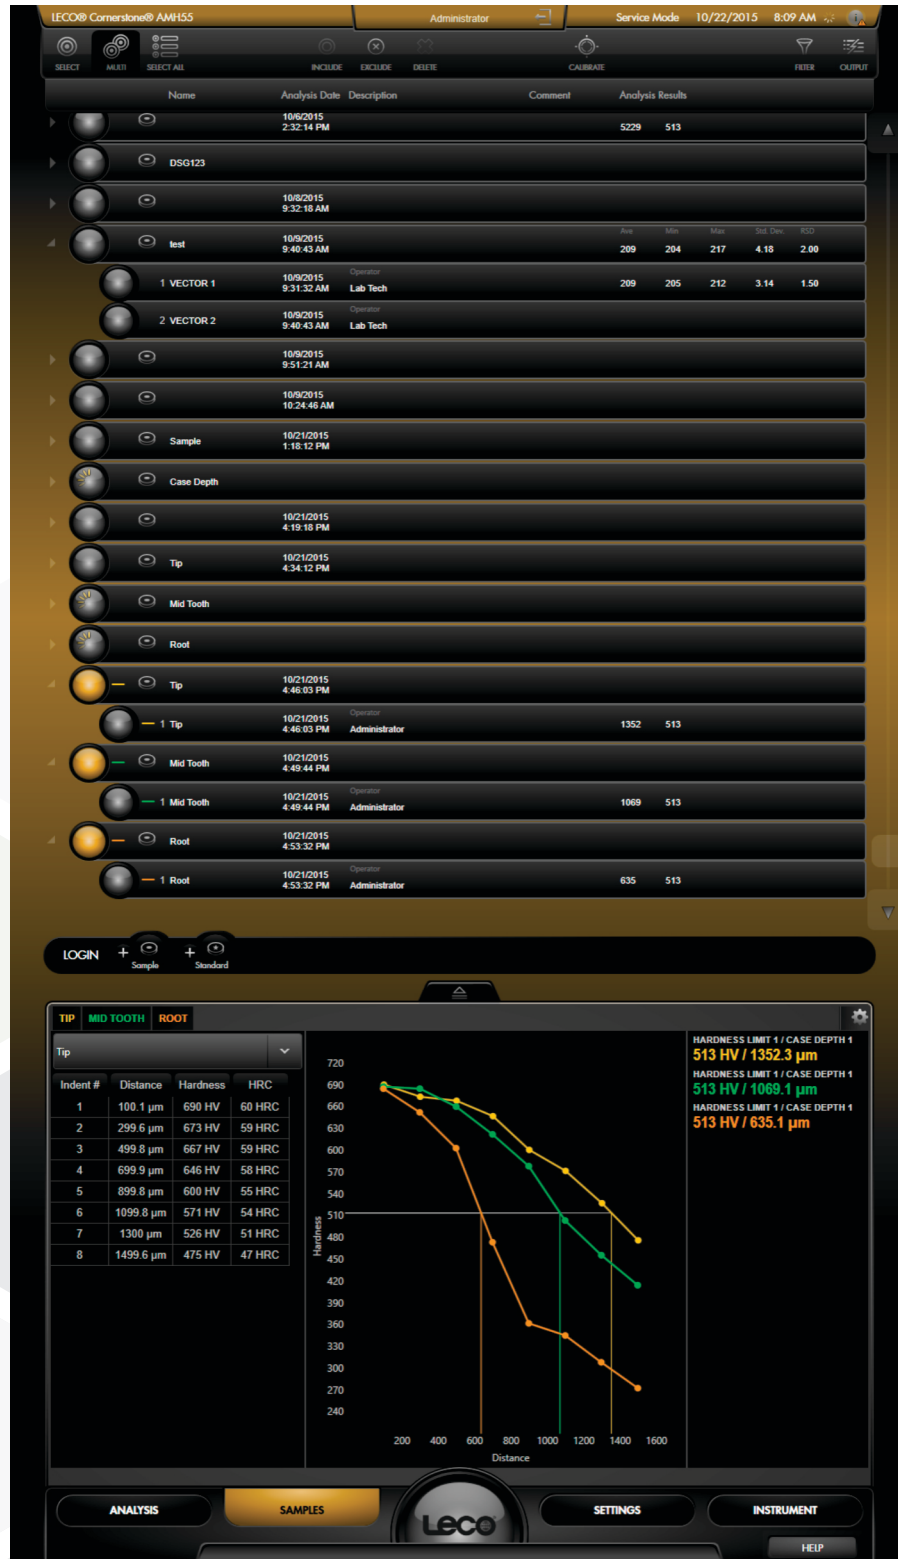 LECO® Cornerstone® AMH55 Administrator Service Mode 10/22/2015 8:09 AM
SELECT MULTI SELECT ALL INCLUDE EXCLUDE DELETE CALIBRATE FILTER OUTPUT
Name Analysis Date Description Comment Analysis Results
10/6/2015
2:32:14 PM 5229 513
DSG123
10/8/2015
9:32:18 AM
Ave Min Max Std. Dev. RSD
test 10/9/2015 209 204 217 4.18 2.00
9:40:43 AM
Operator
1 VECTOR 1 10/9/2015 209 205 212 3.14 1.50
9:31:32 AM Lab Tech
Operator
2 VECTOR 2 10/9/2015
9:40:43 AM Lab Tech
10/9/2015
9:51:21 AM
10/9/2015
10:24:46 AM
Sample 10/21/2015
1:18:12 PM
Case Depth
10/21/2015
4:19:18 PM
Tip 10/21/2015
4:34:12 PM
Mid Tooth
Root
Tip 10/21/2015
4:46:03 PM
Operator
1 Tip 10/21/2015 1352 513
4:46:03 PM Administrator
Mid Tooth 10/21/2015
4:49:44 PM
Operator
1 Mid Tooth 10/21/2015 1069 513
4:49:44 PM Administrator
Root 10/21/2015
4:53:32 PM
Operator
1 Root 10/21/2015 635 513
4:53:32 PM Administrator
LOGIN + Sample + Standard
TIP MID TOOTH ROOT
Tip
Indent # Distance Hardness HRC
1 100.1 µm 690 HV 60 HRC
2 299.6 µm 673 HV 59 HRC
3 499.8 µm 667 HV 59 HRC
4 699.9 µm 646 HV 58 HRC
5 899.8 µm 600 HV 55 HRC
6 1099.8 µm 571 HV 54 HRC
7 1300 µm 526 HV 51 HRC
8 1499.6 µm 475 HV 47 HRC
Hardness
720
690
660
630
600
570
540
510
480
450
420
390
360
330
300
270
240
200 400 600 800 1000 1200 1400 1600
Distance
HARDNESS LIMIT 1 / CASE DEPTH 1
513 HV / 1352.3 µm
HARDNESS LIMIT 1 / CASE DEPTH 1
513 HV / 1069.1 µm
HARDNESS LIMIT 1 / CASE DEPTH 1
513 HV / 635.1 µm
ANALYSIS SAMPLES LECO SETTINGS INSTRUMENT
HELP